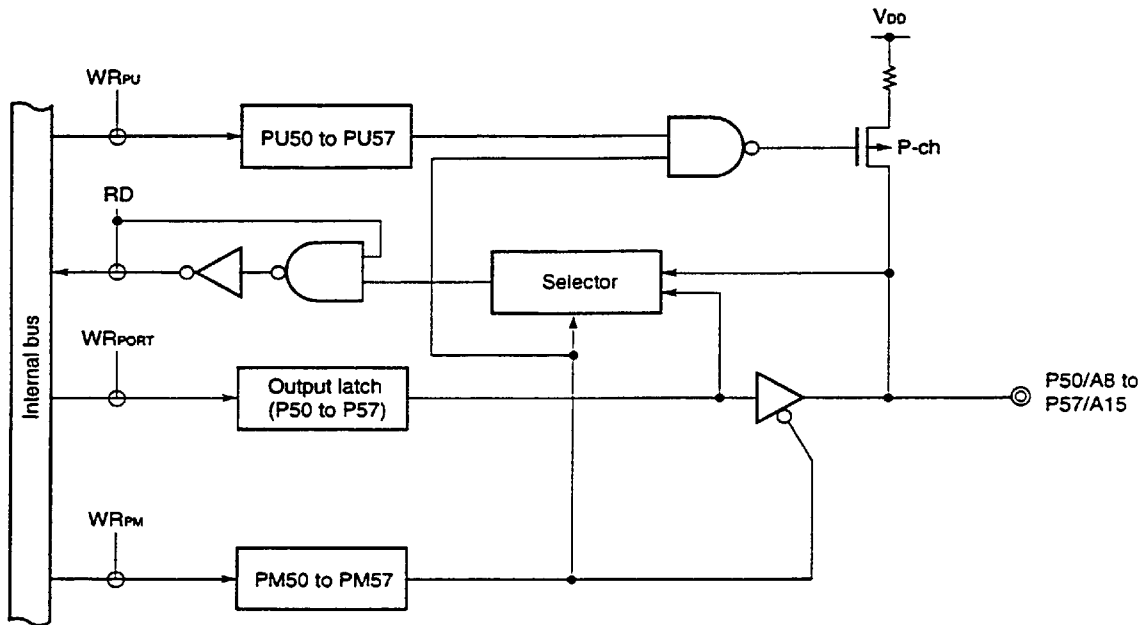 VDD
WRPU
PU50 to PU57
P-ch
RD
Selector
Internal bus
WRPORT
Output latch
(P50 to P57)
P50/A8 to
P57/A15
WRPM
PM50 to PM57